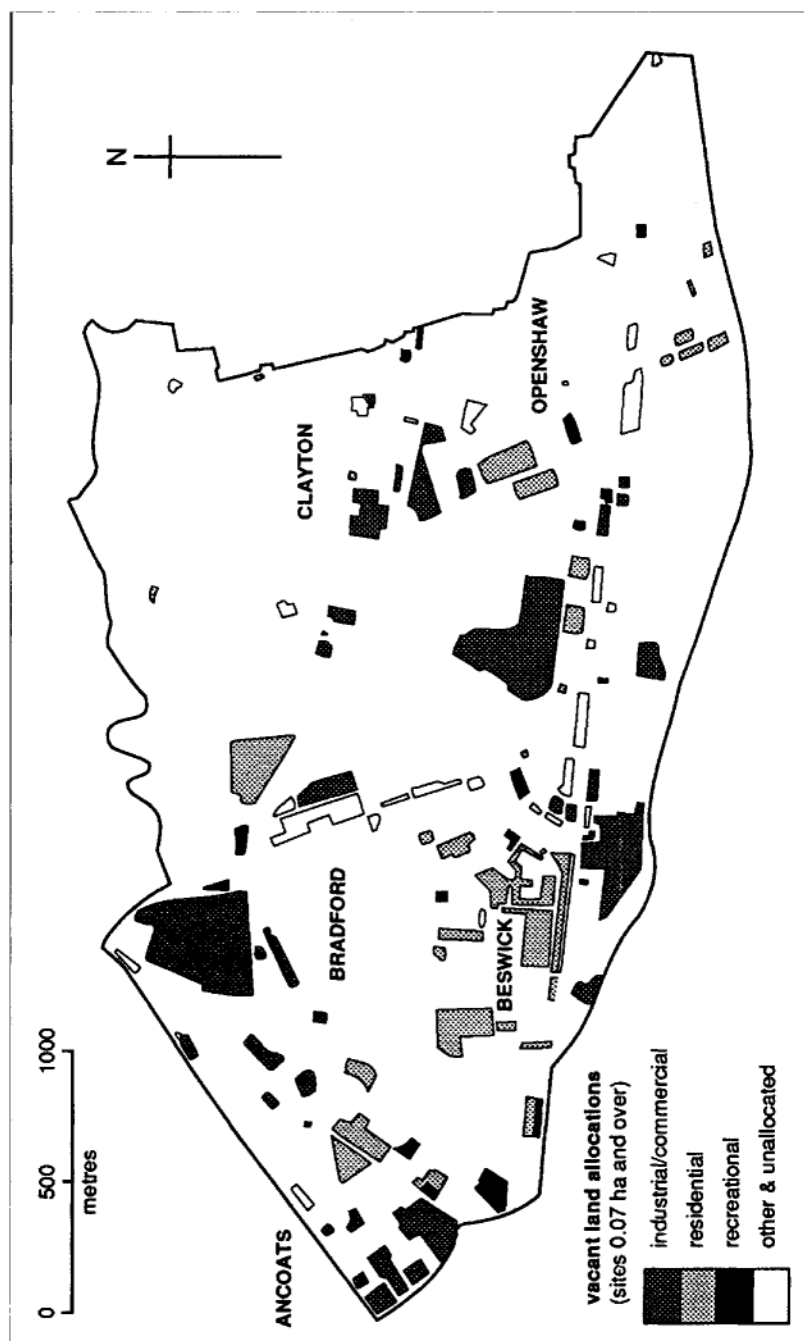 N
0 500 1000
metres
ANCOATS
BRADFORD
CLAYTON
BESWICK
OPENSHAW
vacant land allocations
(sites 0.07 ha and over)
industrial/commercial
residential
recreational
other & unallocated